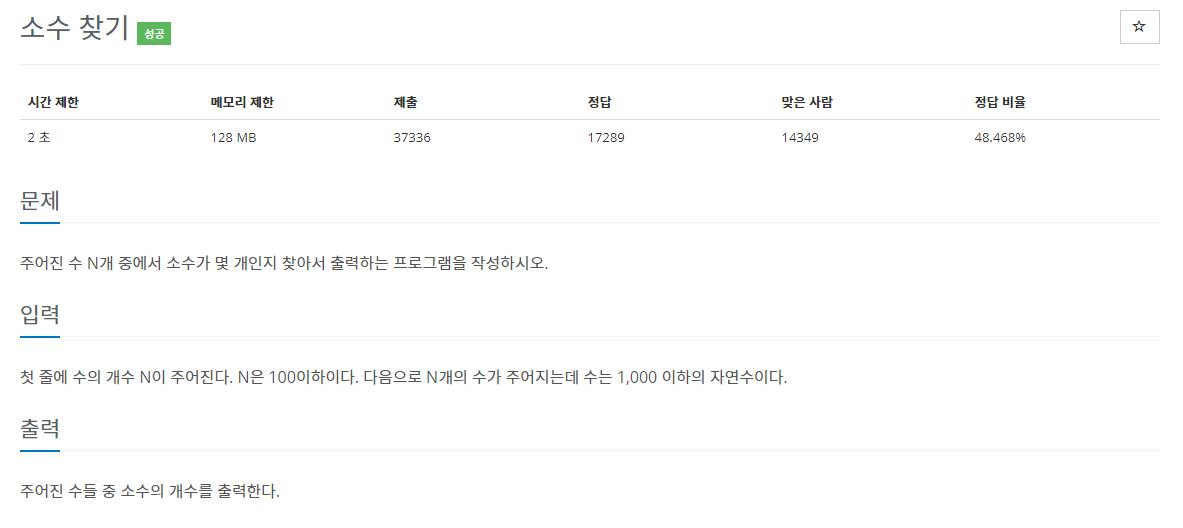 소수 찾기 성공
시간 제한 메모리 제한 제출 정답 맞은 사람 정답 비율
2 초 128 MB 37336 17289 14349 48.468%
문제
주어진 수 N개 중에서 소수가 몇 개인지 찾아서 출력하는 프로그램을 작성하시오.
입력
첫 줄에 수의 개수 N이 주어진다. N은 100이하이다. 다음으로 N개의 수가 주어지는데 수는 1,000 이하의 자연수이다.
출력
주어진 수들 중 소수의 개수를 출력한다.